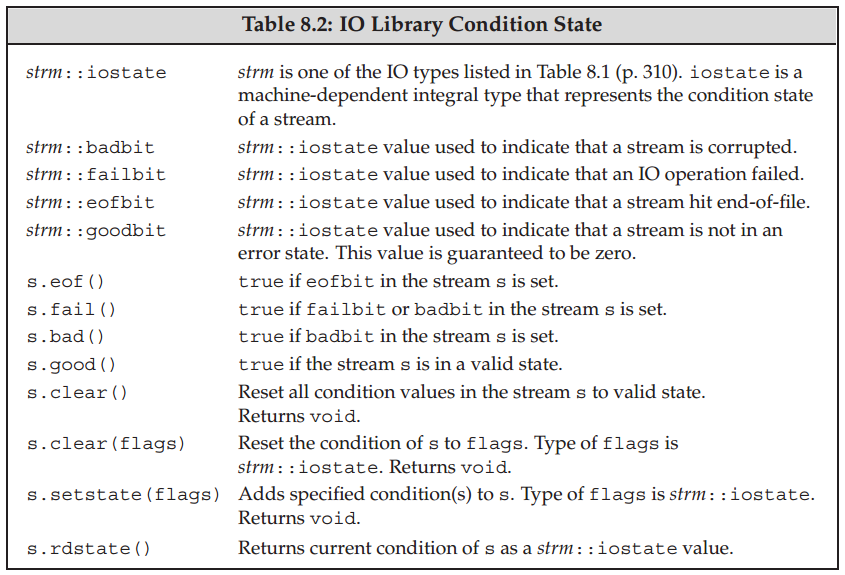 Table 8.2: IO Library Condition State
strm::iostate strm is one of the IO types listed in Table 8.1 (p. 310). iostate is a
machine-dependent integral type that represents the condition state
of a stream.
strm::badbit strm::iostate value used to indicate that a stream is corrupted.
strm::failbit strm::iostate value used to indicate that an IO operation failed.
strm::eofbit strm::iostate value used to indicate that a stream hit end-of-file.
strm::goodbit strm::iostate value used to indicate that a stream is not in an
error state. This value is guaranteed to be zero.
s.eof() true if eofbit in the stream s is set.
s.fail() true if failbit or badbit in the stream s is set.
s.bad() true if badbit in the stream s is set.
s.good() true if the stream s is in a valid state.
s.clear() Reset all condition values in the stream s to valid state.
Returns void.
s.clear(flags) Reset the condition of s to flags. Type of flags is
strm::iostate. Returns void.
s.setstate(flags) Adds specified condition(s) to s. Type of flags is strm::iostate.
Returns void.
s.rdstate() Returns current condition of s as a strm::iostate value.